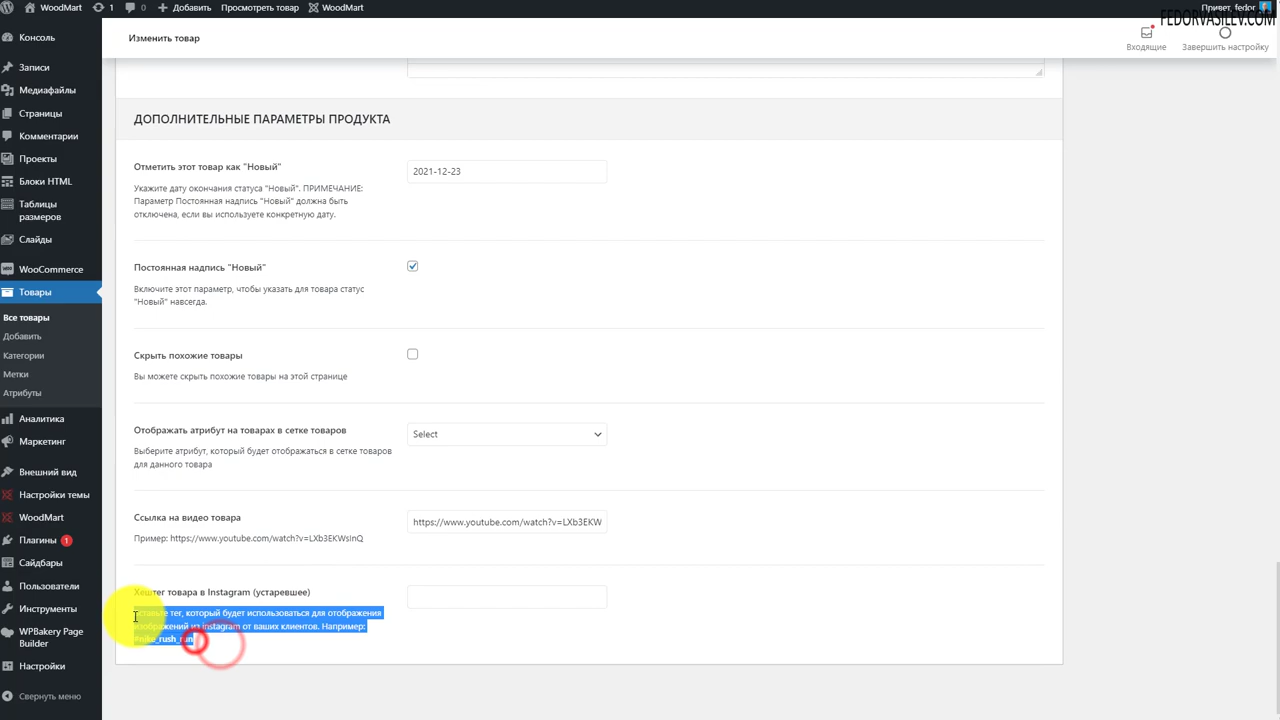 WoodMart
1
0
Добавить
Просмотреть товар
WoodMart
Привет, fedor
FEDORVASILEV.COM
Консоль
Записи
Медиафайлы
Страницы
Комментарии
Проекты
Блоки HTML
Таблицы
размеров
Слайды
WooCommerce
Товары
Все товары
Добавить
Категории
Метки
Атрибуты
Аналитика
Маркетинг
Внешний вид
Настройки темы
WoodMart
Плагины 1
Сайдбары
Пользователи
Инструменты
WPBakery Page
Builder
Настройки
Свернуть меню
Изменить товар
Входящие
Завершить настройку
ДОПОЛНИТЕЛЬНЫЕ ПАРАМЕТРЫ ПРОДУКТА
Отметить этот товар как "Новый"
2021-12-23
Укажите дату окончания статуса "Новый". ПРИМЕЧАНИЕ:
Параметр Постоянная надпись "Новый" должна быть
отключена, если вы используете конкретную дату.
Постоянная надпись "Новый"
Включите этот параметр, чтобы указать для товара статус
"Новый" навсегда.
Скрыть похожие товары
Вы можете скрыть похожие товары на этой странице
Отображать атрибут на товарах в сетке товаров
Select
Выберите атрибут, который будет отображаться в сетке товаров
для данного товара
Ссылка на видео товара
https://www.youtube.com/watch?v=LXb3EKW
Пример: https://www.youtube.com/watch?v=LXb3EKWsInQ
Хештег товара в Instagram (устаревшее)
Вставьте тег, который будет использоваться для отображения
изображений из instagram от ваших клиентов. Например:
#nike_rush_run